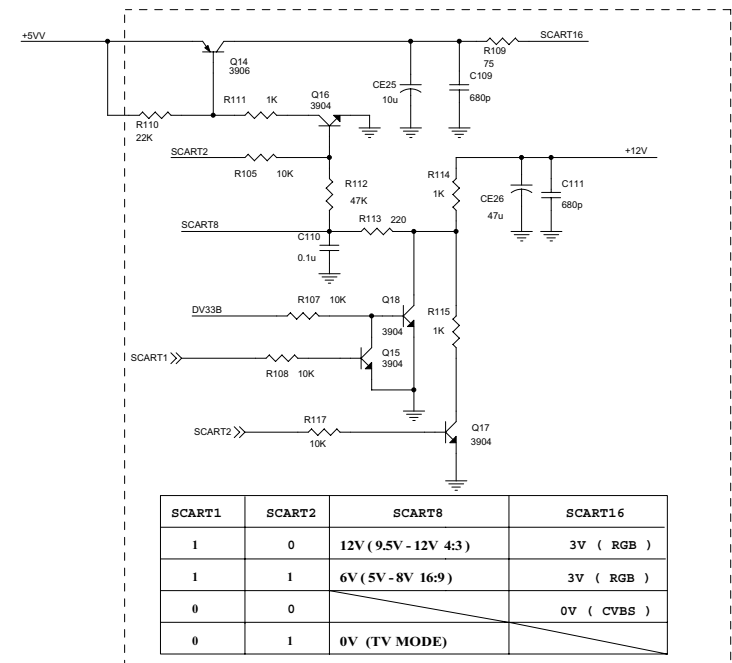 +5VV
SCART16
R109
75
Q14
3906
C109
680p
CE25
10u
Q16
3904
R111 1K
R110
22K
SCART2
R105 10K
+12V
R114
1K
C111
680p
CE26
47u
R112
47K
R113 220
SCART8
C110
0.1u
R107 10K
Q18
DV33B
R115
1K
3904
Q15
3904
SCART1
R108 10K
R117
SCART2
10K
Q17
3904
SCART1 SCART2 SCART8 SCART16
1 0 12V ( 9.5V - 12V 4:3 ) 3V ( RGB )
1 1 6V ( 5V - 8V 16:9 ) 3V ( RGB )
0 0 0V ( CVBS )
0 1 0V (TV MODE)